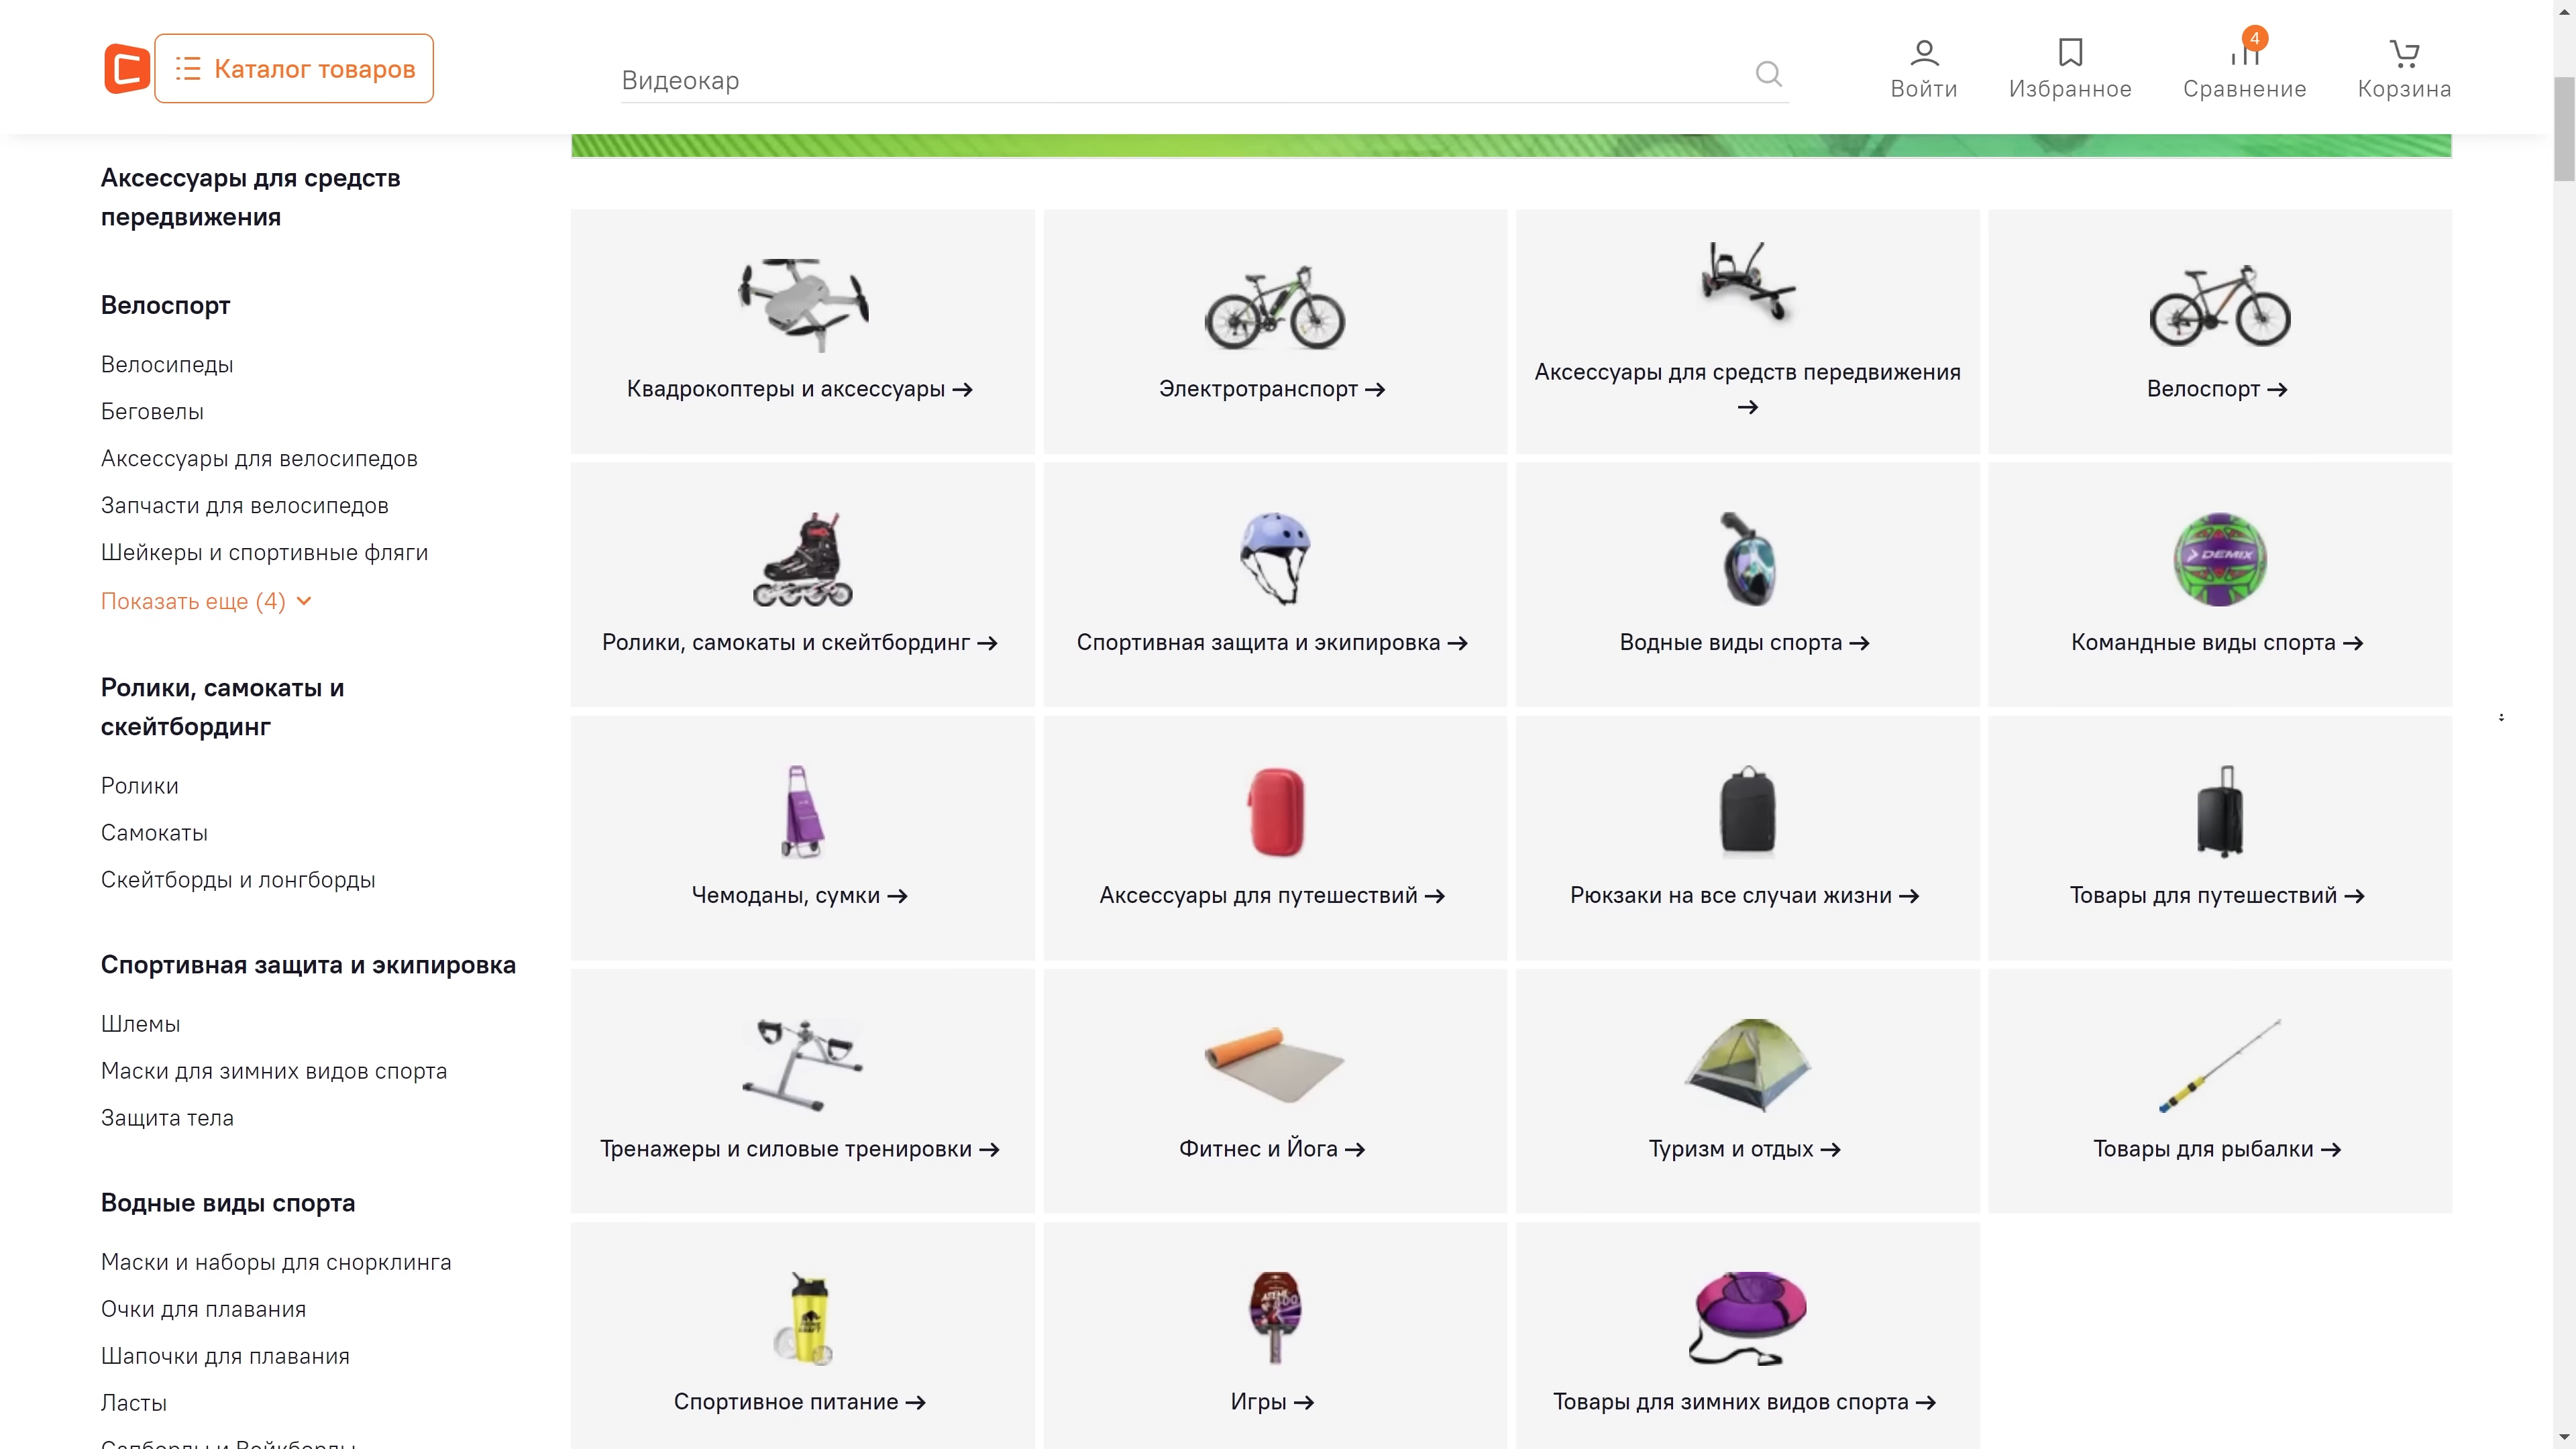 Каталог товаров
Видеокар
Войти
Избранное
4
Сравнение
Корзина
Аксессуары для средств
передвижения
Велоспорт
Велосипеды
Беговелы
Аксессуары для велосипедов
Запчасти для велосипедов
Шейкеры и спортивные фляги
Показать еще (4)
Ролики, самокаты и
скейтбординг
Ролики
Самокаты
Скейтборды и лонгборды
Спортивная защита и экипировка
Шлемы
Маски для зимних видов спорта
Защита тела
Водные виды спорта
Маски и наборы для снорклинга
Очки для плавания
Шапочки для плавания
Ласты
Сапборды и Вейкборды
Квадрокоптеры и аксессуары →
Электротранспорт →
Аксессуары для средств передвижения
→
Велоспорт →
Ролики, самокаты и скейтбординг →
Спортивная защита и экипировка →
Водные виды спорта →
DEMIX
Командные виды спорта →
Чемоданы, сумки →
Аксессуары для путешествий →
Рюкзаки на все случаи жизни →
Товары для путешествий →
Тренажеры и силовые тренировки →
Фитнес и Йога →
Туризм и отдых →
Товары для рыбалки →
Спортивное питание →
Игры →
Товары для зимних видов спорта →